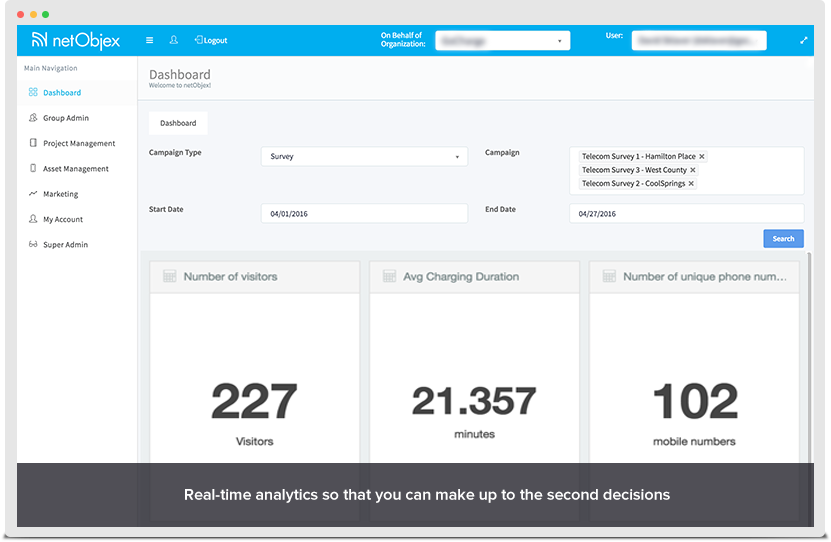 netObjex
Logout
On Behalf of
Organization:
User:
Main Navigation
Dashboard
Group Admin
Project Management
Asset Management
Marketing
My Account
Super Admin
Dashboard
Welcome to netObjex!
Dashboard
Campaign Type
Survey
Campaign
Telecom Survey 1 - Hamilton Place ×
Telecom Survey 3 - West County ×
Telecom Survey 2 - CoolSprings ×
Start Date
04/01/2016
End Date
04/27/2016
Search
Number of visitors
227
Visitors
Avg Charging Duration
21.357
minutes
Number of unique phone num...
102
mobile numbers
Real-time analytics so that you can make up to the second decisions